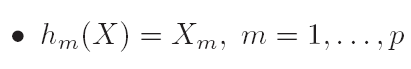 • h_m(X) = X_m, m = 1, . . . , p